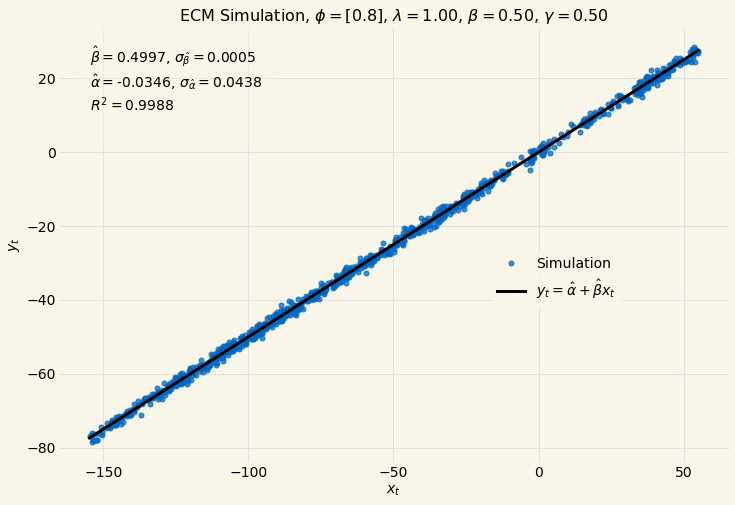 ECM Simulation, ϕ = [0.8], λ = 1.00, β = 0.50, γ = 0.50
β̂ = 0.4997, σ_β̂ = 0.0005
α̂ = -0.0346, σ_α̂ = 0.0438
R² = 0.9988
20
0
−20
−40
−60
−80
y_t
Simulation
y_t = α̂ + β̂x_t
−150
−100
−50
0
50
x_t